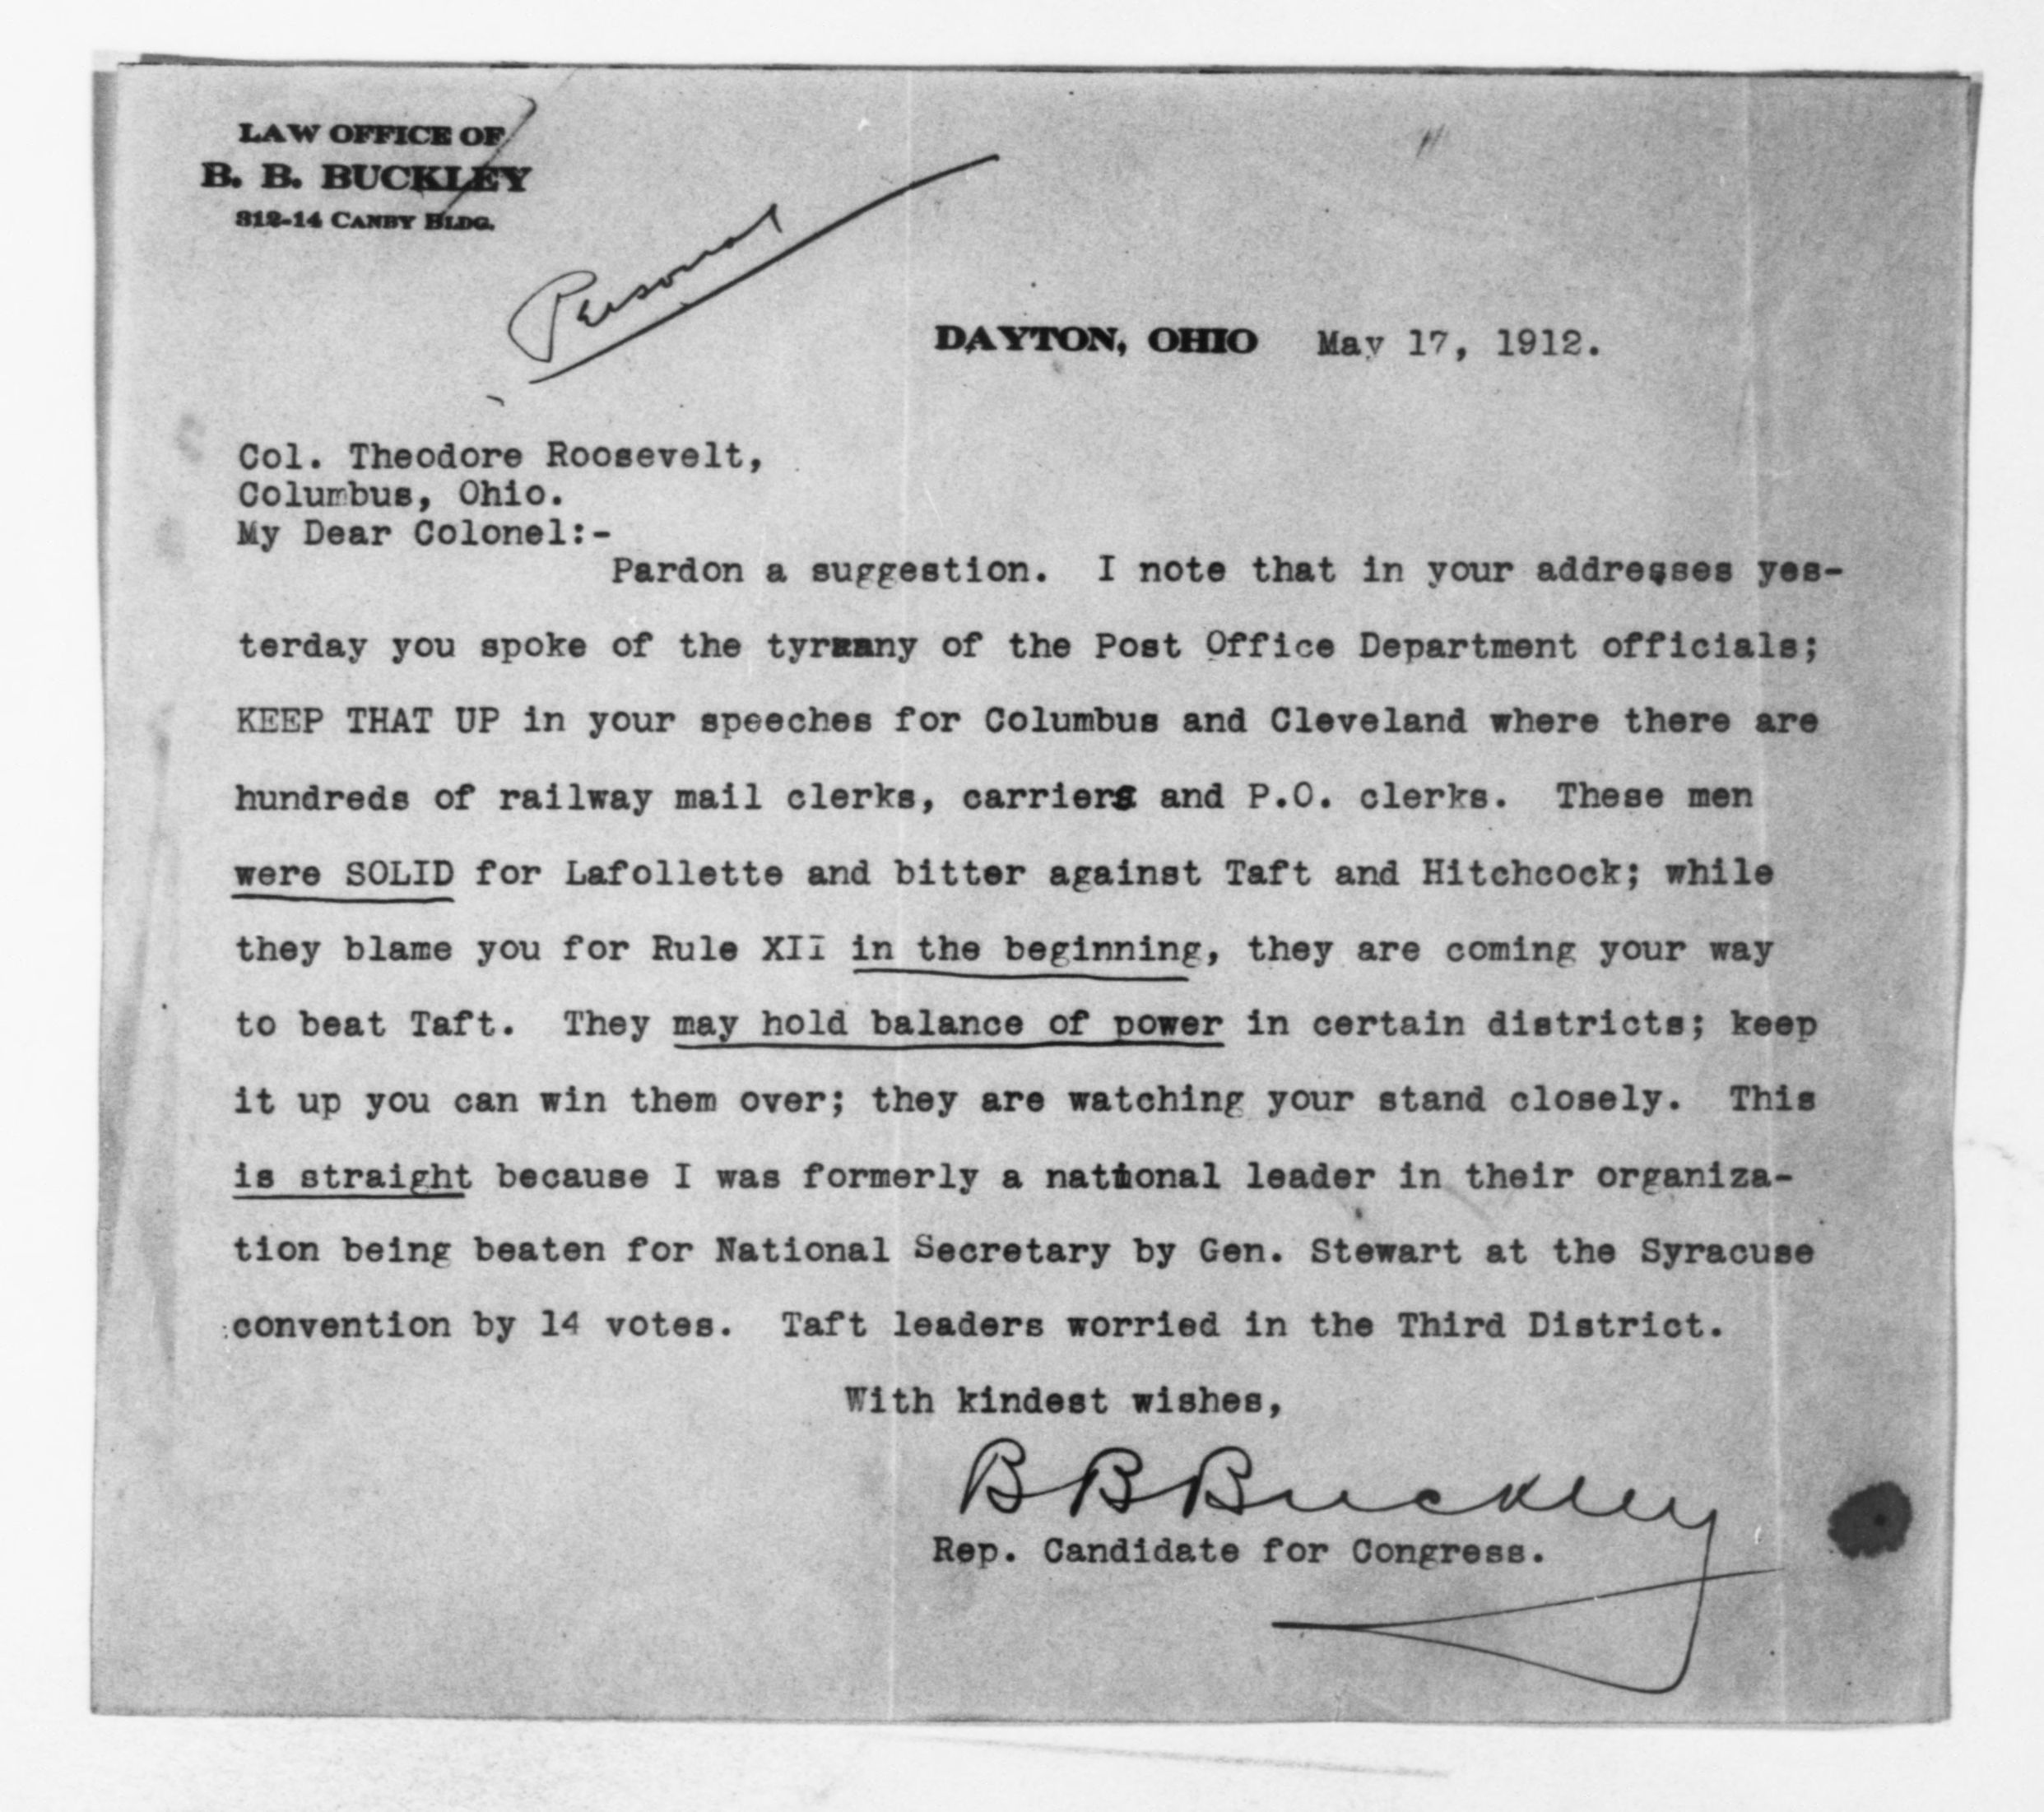 LAW OFFICE OF
B. B. BUCKLEY
312-14 CANBY BLDG.
Personal
DAYTON, OHIO May 17, 1912.
Col. Theodore Roosevelt,
Columbus, Ohio.
My Dear Colonel:-
Pardon a suggestion. I note that in your addresses yes-
terday you spoke of the tyranny of the Post Office Department officials;
KEEP THAT UP in your speeches for Columbus and Cleveland where there are
hundreds of railway mail clerks, carriers and P.O. clerks. These men
were SOLID for Lafollette and bitter against Taft and Hitchcock; while
they blame you for Rule XII in the beginning, they are coming your way
to beat Taft. They may hold balance of power in certain districts; keep
it up you can win them over; they are watching your stand closely. This
is straight because I was formerly a national leader in their organiza-
tion being beaten for National Secretary by Gen. Stewart at the Syracuse
convention by 14 votes. Taft leaders worried in the Third District.
With kindest wishes,
B B Buckley
Rep. Candidate for Congress.